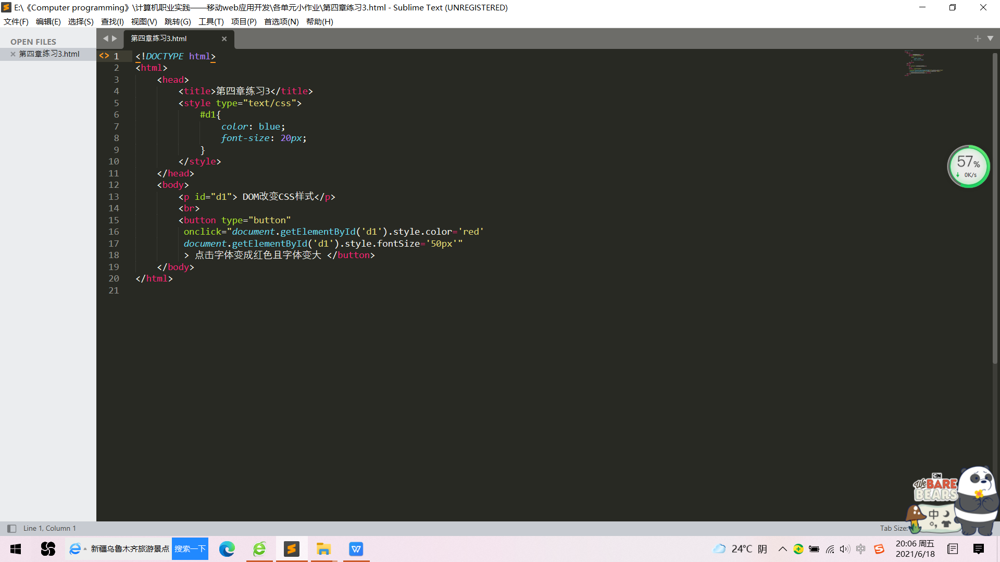 E:\《Computer programming》\计算机职业实践——移动web应用开发\各单元小作业\第四章练习3.html - Sublime Text (UNREGISTERED)
文件(F) 编辑(E) 选择(S) 查找(I) 视图(V) 跳转(G) 工具(T) 项目(P) 首选项(N) 帮助(H)
OPEN FILES
第四章练习3.html
第四章练习3.html
1 <!DOCTYPE html>
2 <html>
3 <head>
4 <title>第四章练习3</title>
5 <style type="text/css">
6 #d1{
7 color: blue;
8 font-size: 20px;
9 }
10 </style>
11 </head>
12 <body>
13 <p id="d1"> DOM改变CSS样式</p>
14 <br>
15 <button type="button"
16 onclick="document.getElementById('d1').style.color='red'
17 document.getElementById('d1').style.fontSize='50px'"
18 > 点击字体变成红色且字体变大 </button>
19 </body>
20 </html>
21
57%
0K/s
CN
We BARE BEARS
中
Line 1, Column 1
Tab Size:
新疆乌鲁木齐旅游景点 搜索一下
24°C 阴
中
20:06 周五
2021/6/18